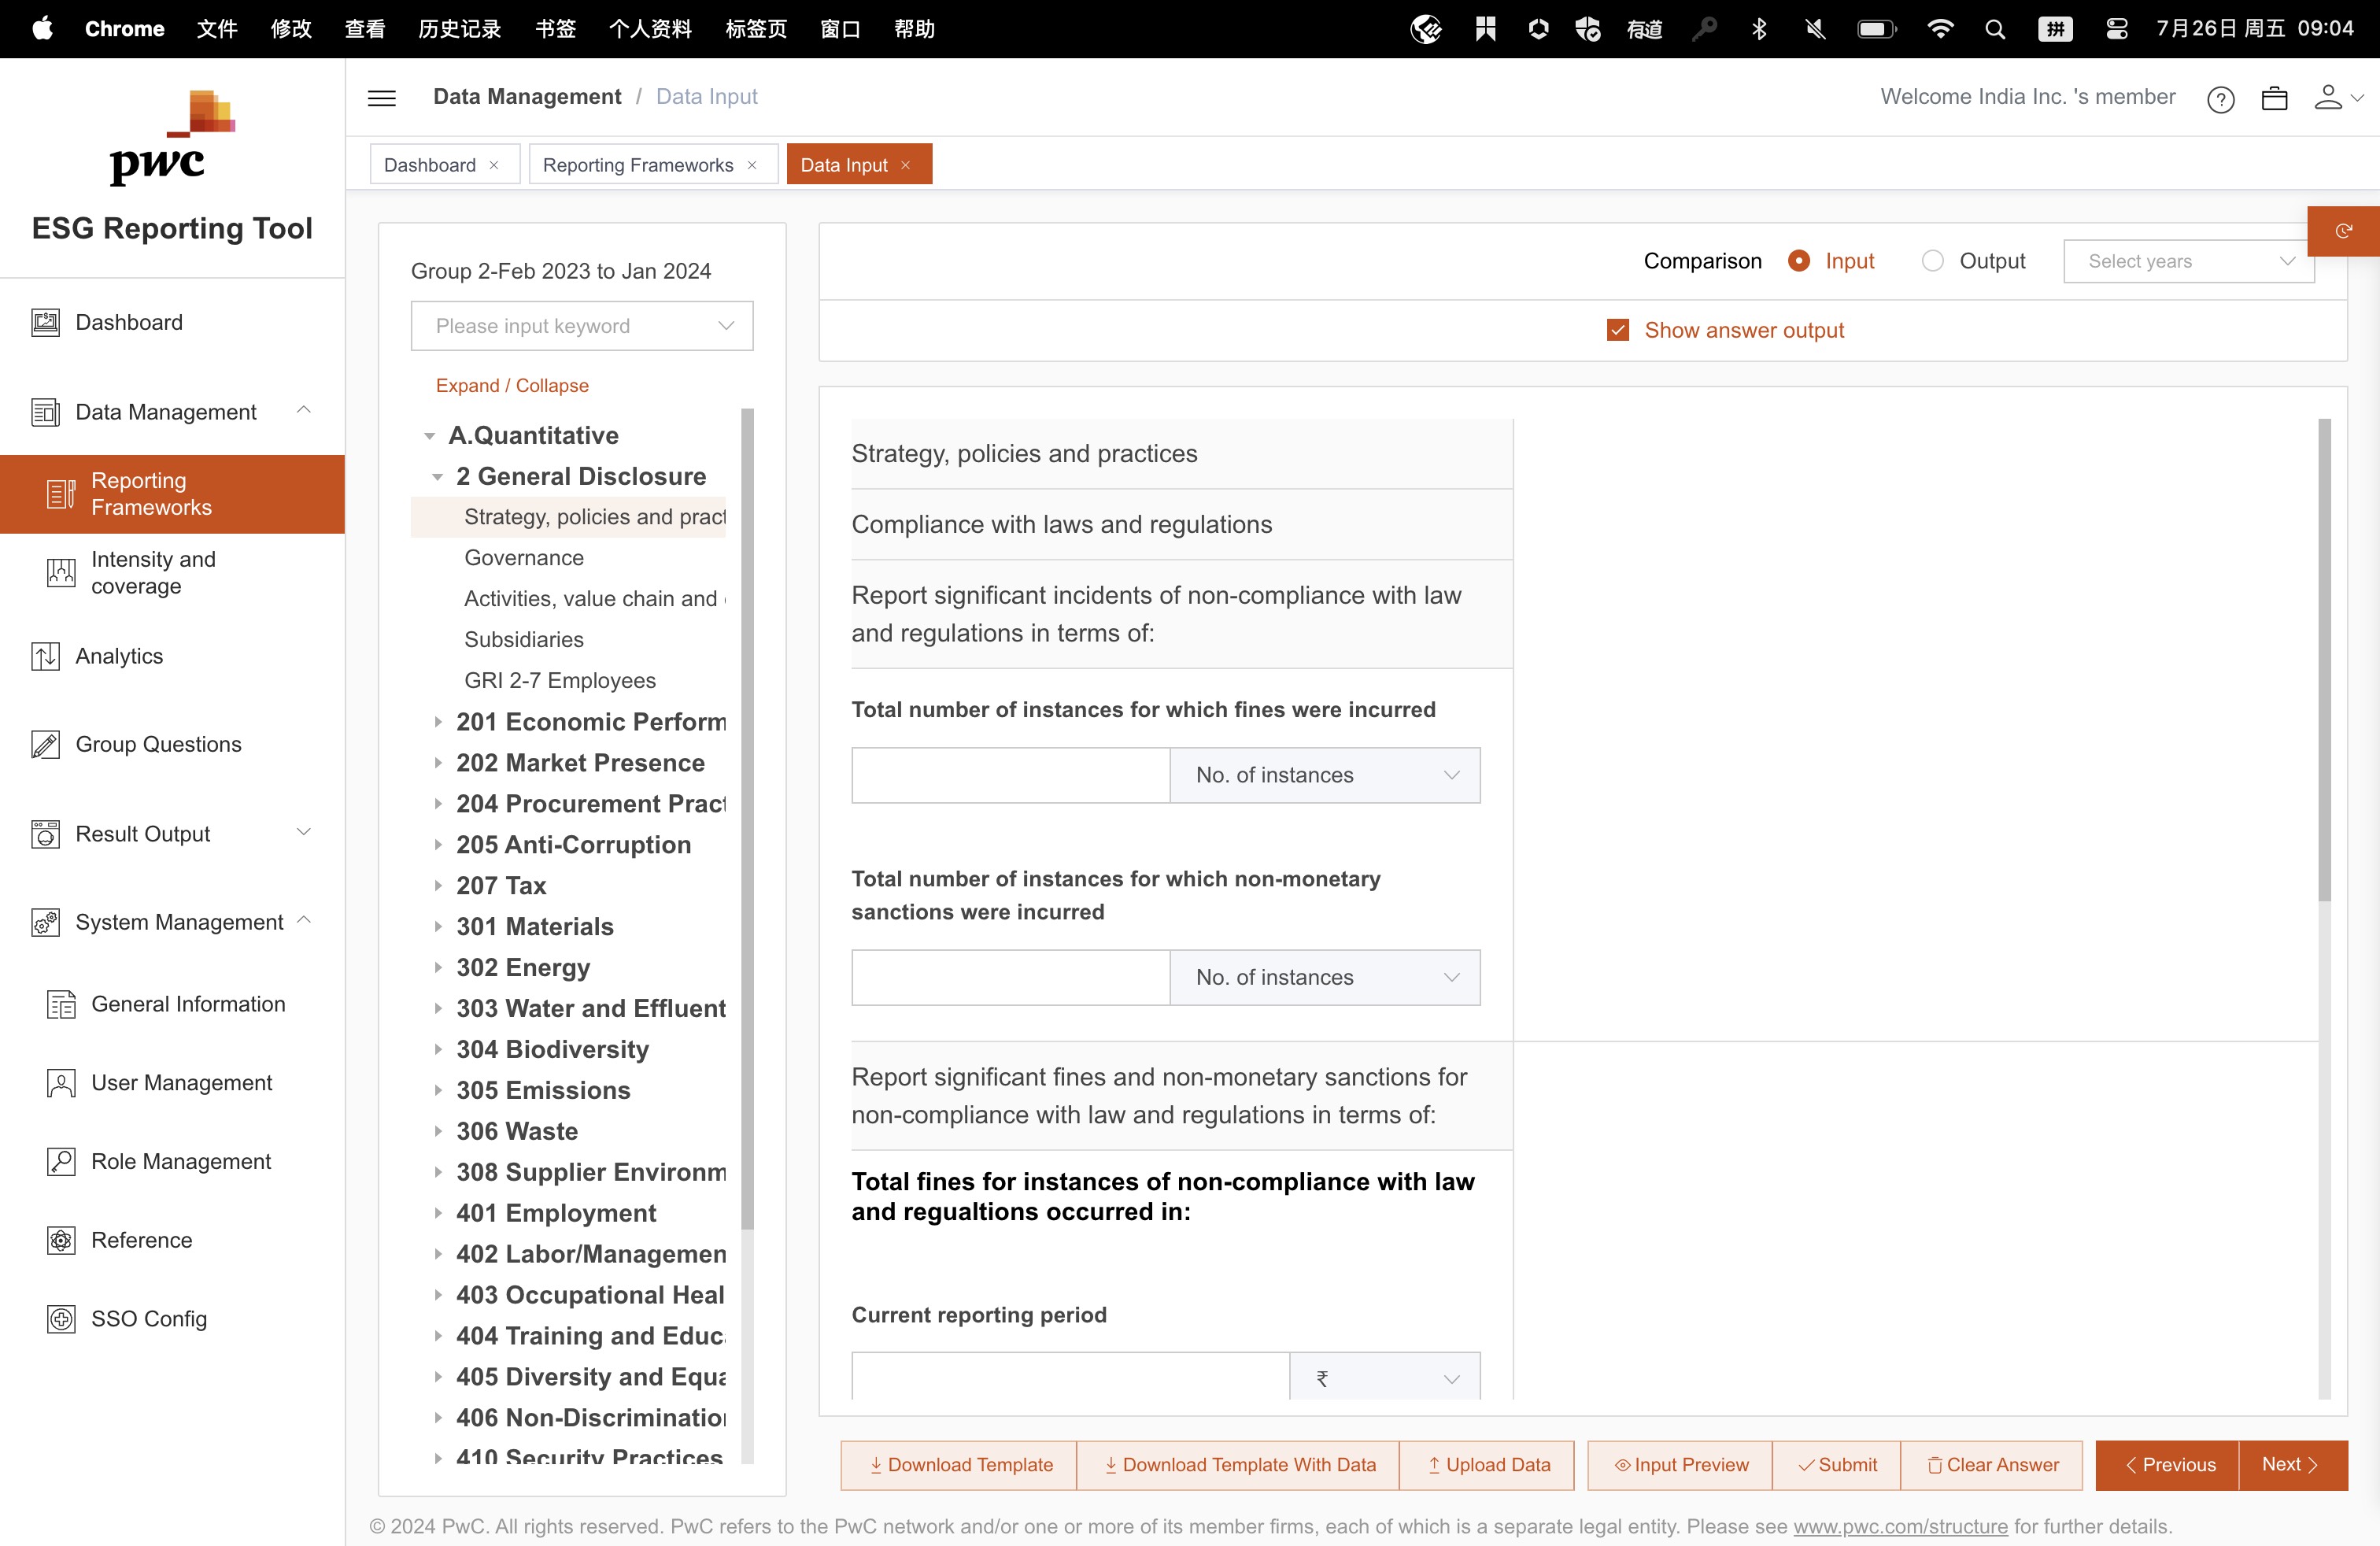 Chrome 文件 修改 查看 历史记录 书签 个人资料 标签页 窗口 帮助
有道 拼 7月26日 周五 09:04
pwc
ESG Reporting Tool
Dashboard
Data Management
Reporting
Frameworks
Intensity and
coverage
Analytics
Group Questions
Result Output
System Management
General Information
User Management
Role Management
Reference
SSO Config
Data Management / Data Input
Welcome India Inc. 's member
Dashboard ×
Reporting Frameworks ×
Data Input ×
Group 2-Feb 2023 to Jan 2024
Please input keyword
Expand / Collapse
A.Quantitative
2 General Disclosure
Strategy, policies and pract
Governance
Activities, value chain and
Subsidiaries
GRI 2-7 Employees
201 Economic Perform
202 Market Presence
204 Procurement Pract
205 Anti-Corruption
207 Tax
301 Materials
302 Energy
303 Water and Effluent
304 Biodiversity
305 Emissions
306 Waste
308 Supplier Environm
401 Employment
402 Labor/Managemen
403 Occupational Heal
404 Training and Educa
405 Diversity and Equa
406 Non-Discrimination
410 Security Practices
Comparison Input Output Select years
Show answer output
Strategy, policies and practices
Compliance with laws and regulations
Report significant incidents of non-compliance with law
and regulations in terms of:
Total number of instances for which fines were incurred
No. of instances
Total number of instances for which non-monetary
sanctions were incurred
No. of instances
Report significant fines and non-monetary sanctions for
non-compliance with law and regulations in terms of:
Total fines for instances of non-compliance with law
and regualtions occurred in:
Current reporting period
₹
Download Template Download Template With Data Upload Data Input Preview Submit Clear Answer Previous Next
© 2024 PwC. All rights reserved. PwC refers to the PwC network and/or one or more of its member firms, each of which is a separate legal entity. Please see www.pwc.com/structure for further details.